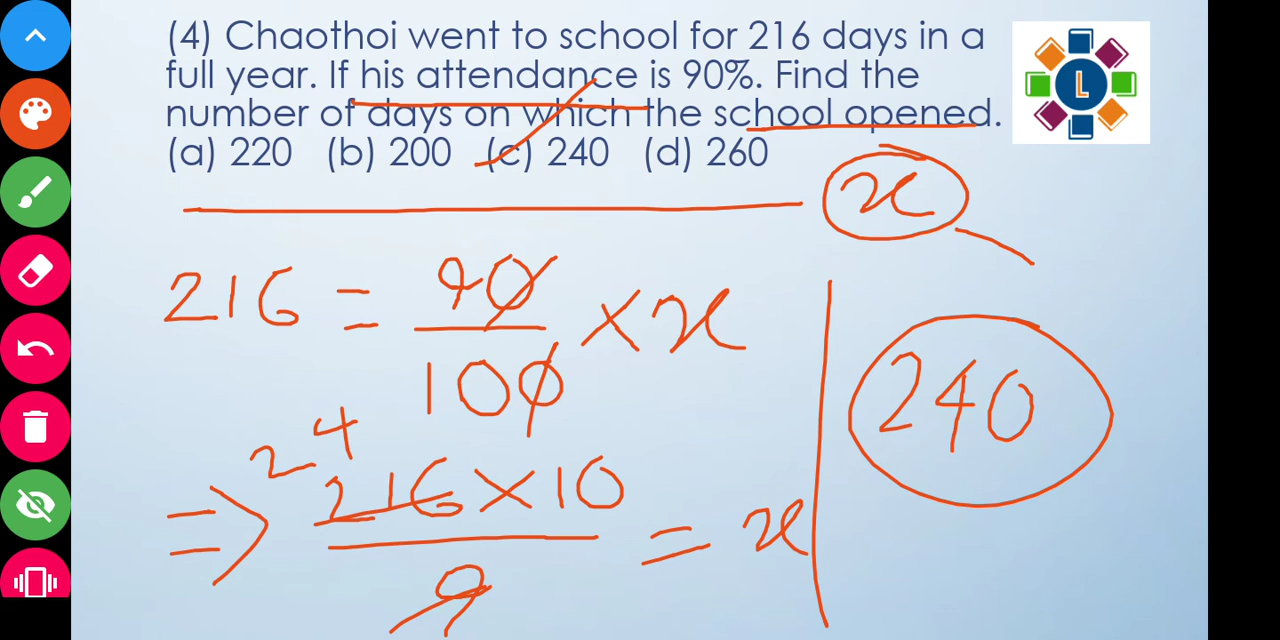 (4) Chaothoi went to school for 216 days in a
full year. If his attendance is 90%. Find the
number of days on which the school opened.
(a) 220 (b) 200 (c) 240 (d) 260
L
x
216 = 90/100 × x
240
24
⇒ 216 × 10/9 = x